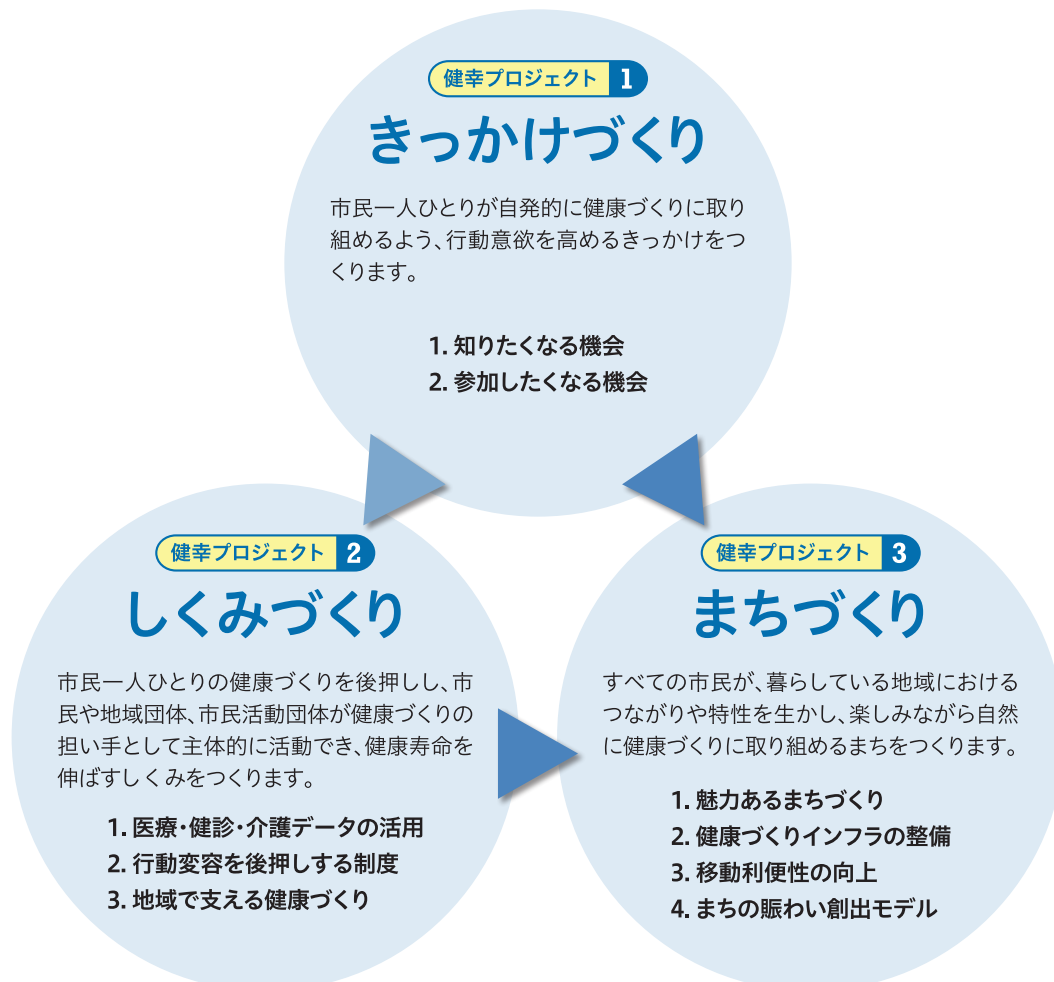 健幸プロジェクト 1
きっかけづくり
市民一人ひとりが自発的に健康づくりに取り
組めるよう、行動意欲を高めるきっかけをつ
くります。
1. 知りたくなる機会
2. 参加したくなる機会
健幸プロジェクト 2
しくみづくり
市民一人ひとりの健康づくりを後押しし、市
民や地域団体、市民活動団体が健康づくりの
担い手として主体的に活動でき、健康寿命を
伸ばすしくみをつくります。
1. 医療・健診・介護データの活用
2. 行動変容を後押しする制度
3. 地域で支える健康づくり
健幸プロジェクト 3
まちづくり
すべての市民が、暮らしている地域における
つながりや特性を生かし、楽しみながら自然
に健康づくりに取り組めるまちをつくります。
1. 魅力あるまちづくり
2. 健康づくりインフラの整備
3. 移動利便性の向上
4. まちの賑わい創出モデル